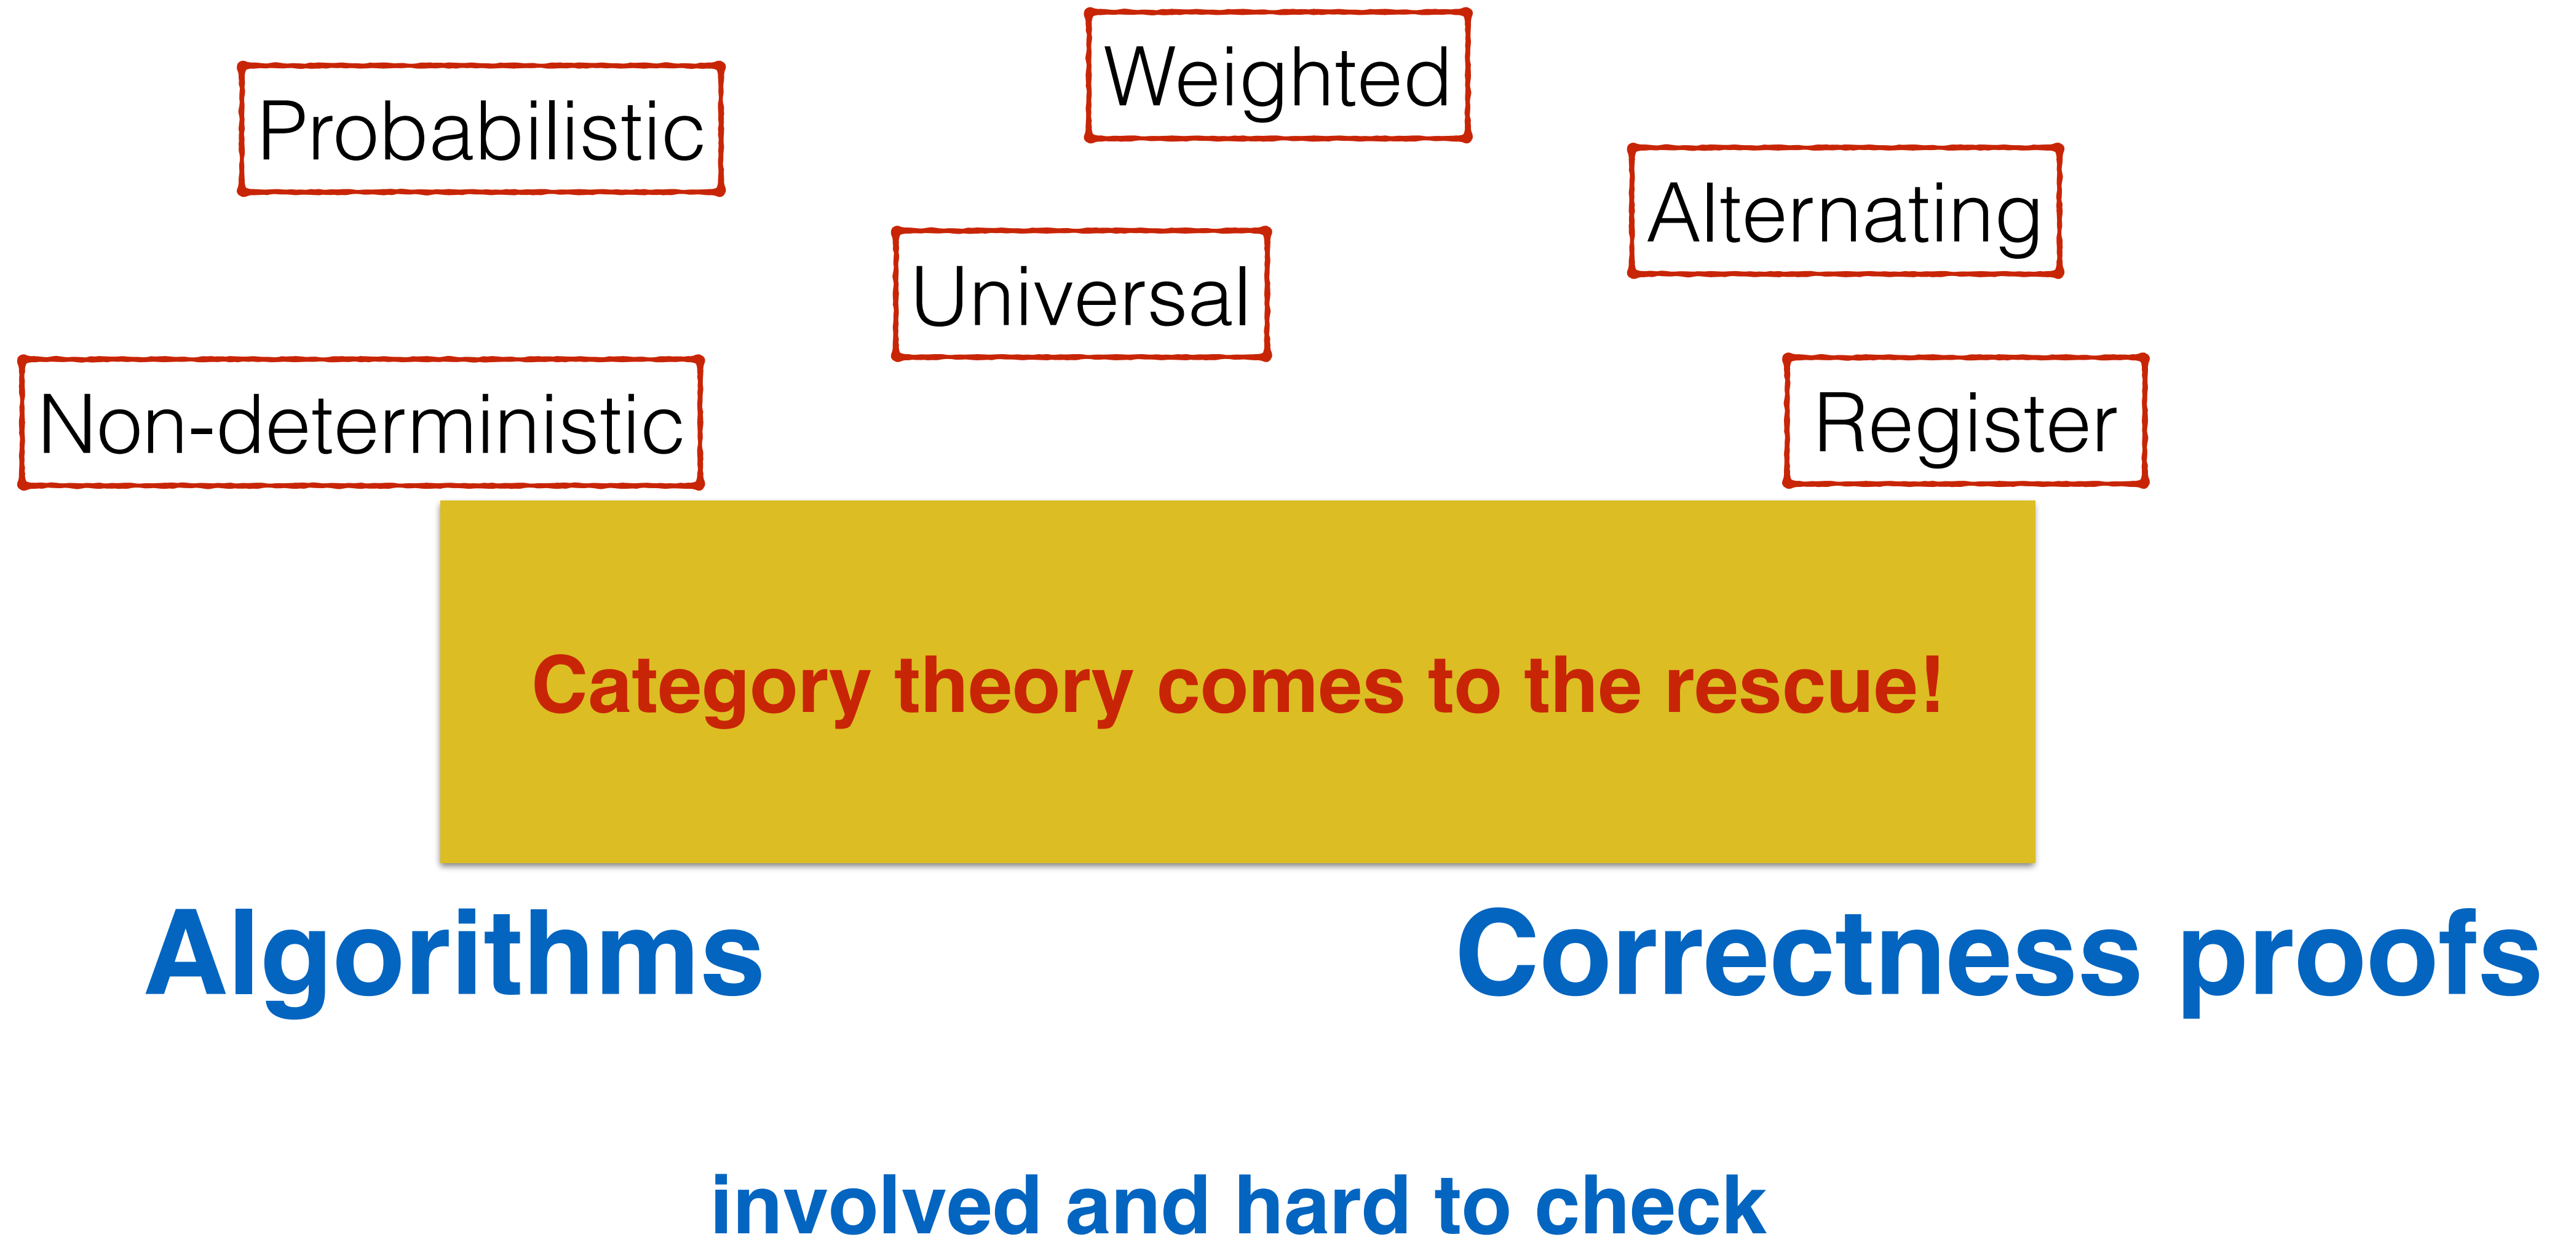 Weighted
Probabilistic
Alternating
Universal
Non-deterministic
Register
Category theory comes to the rescue!
Algorithms
Correctness proofs
involved and hard to check